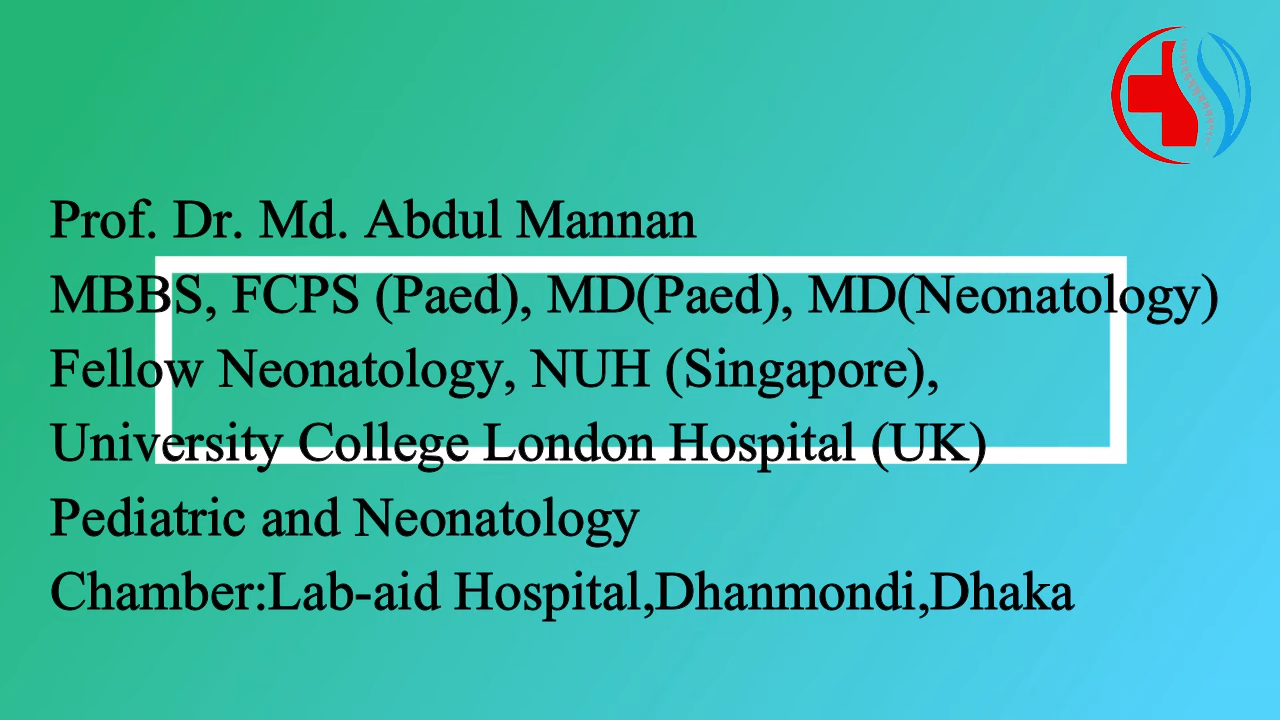 Prof. Dr. Md. Abdul Mannan
MBBS, FCPS (Paed), MD(Paed), MD(Neonatology)
Fellow Neonatology, NUH (Singapore),
University College London Hospital (UK)
Pediatric and Neonatology
Chamber:Lab-aid Hospital,Dhanmondi,Dhaka